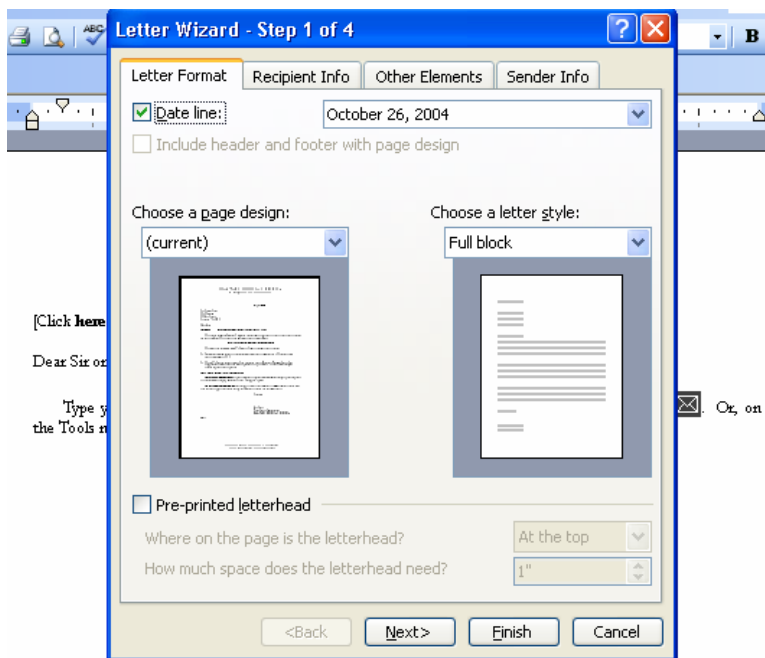 ABC
Letter Wizard - Step 1 of 4
B
Letter Format Recipient Info Other Elements Sender Info
Date line: October 26, 2004
Include header and footer with page design
Choose a page design: Choose a letter style:
(current) Full block
[Click here
Dear Sir or
Type y . Or, on
the Tools
Pre-printed letterhead
Where on the page is the letterhead? At the top
How much space does the letterhead need? 1"
<Back Next> Finish Cancel